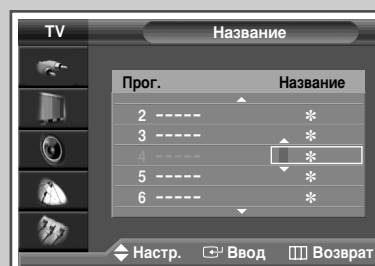 TV Название
Прог. Название
2 ----- *
3 ----- *
4 ----- *
5 ----- *
6 ----- *
Настр. Ввод Возврат